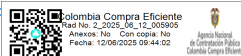 Colombia Compra Eficiente
Rad No. 2_2025_06_12_005905
Anexos: No Con copia: No
Fecha: 12/06/2025 09:44:02
Agencia Nacional
de Contratación Pública
Colombia Compra Eficiente